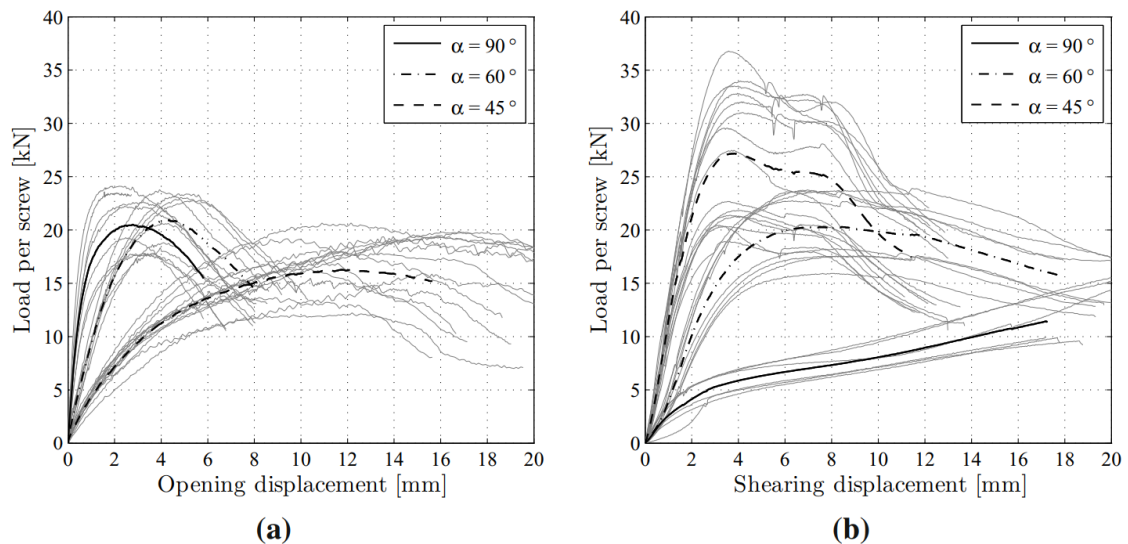 40
35
30
25
20
15
10
5
0
Load per screw [kN]
α = 90 °
α = 60 °
α = 45 °
0 2 4 6 8 10 12 14 16 18 20
Opening displacement [mm]
(a)
40
35
30
25
20
15
10
5
0
Load per screw [kN]
α = 90 °
α = 60 °
α = 45 °
0 2 4 6 8 10 12 14 16 18 20
Shearing displacement [mm]
(b)